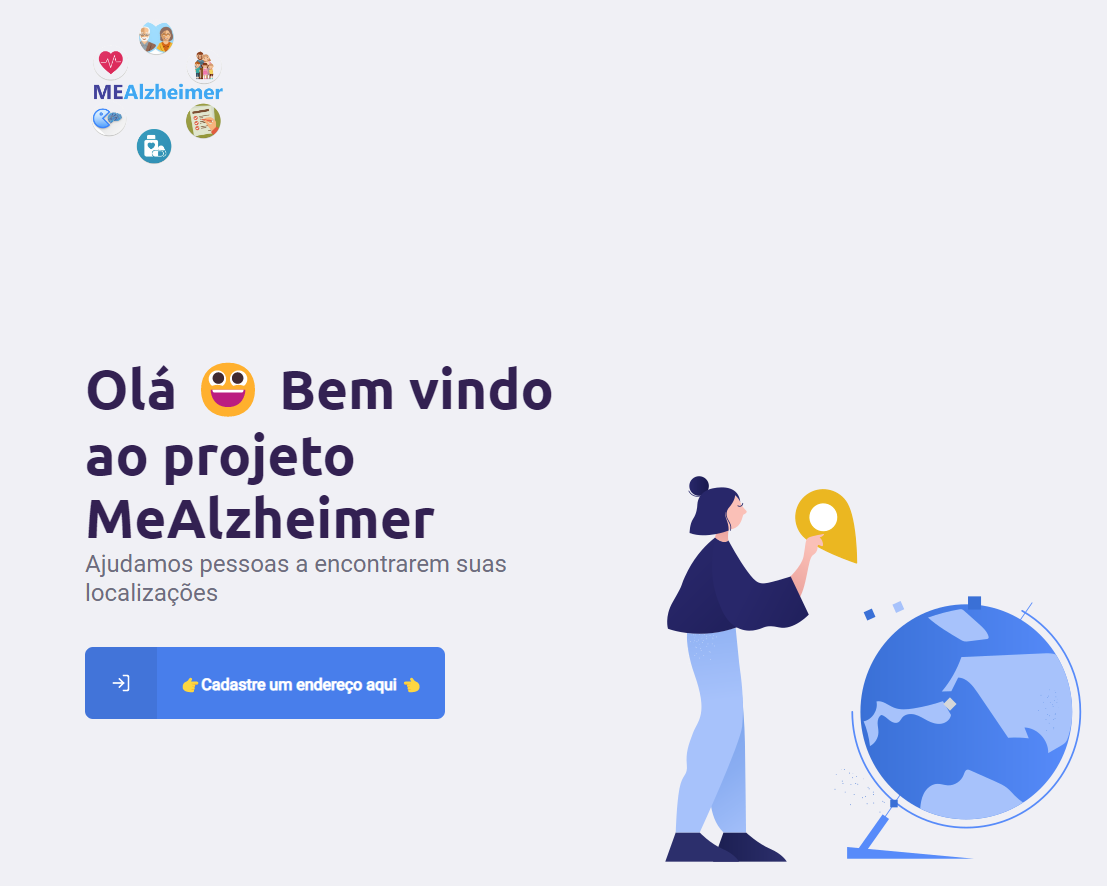 MEAlzheimer
Olá 😃 Bem vindo
ao projeto
MeAlzheimer
Ajudamos pessoas a encontrarem suas
localizações
👉Cadastre um endereço aqui 👈